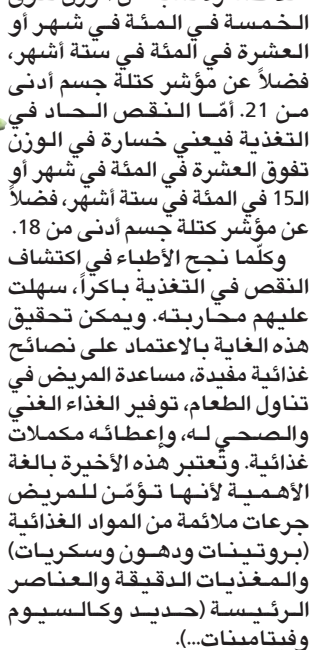 الخمسة في المئة في شهر أو
العشرة في المئة في ستة أشهر،
فضلاً عن مؤشر كتلة جسم أدنى
من 21. أمّا النقص الحاد في
التغذية فيعني خسارة في الوزن
تفوق العشرة في المئة في شهر أو
الـ15 في المئة في ستة أشهر، فضلاً
عن مؤشر كتلة جسم أدنى من 18.
وكلّما نجح الأطباء في اكتشاف
النقص في التغذية باكراً، سهلت
عليهم محاربته. ويمكن تحقيق
هذه الغاية بالاعتماد على نصائح
غذائية مفيدة، مساعدة المريض في
تناول الطعام، توفير الغذاء الغني
والصحي له، وإعطائه مكملات
غذائية. وتُعتبر هذه الأخيرة بالغة
الأهمية لأنها تؤمّن للمريض
جرعات ملائمة من المواد الغذائية
(بروتينات ودهون وسكريات)
والمغذيات الدقيقة والعناصر
الرئيسة (حديد وكالسيوم
وفيتامينات...).